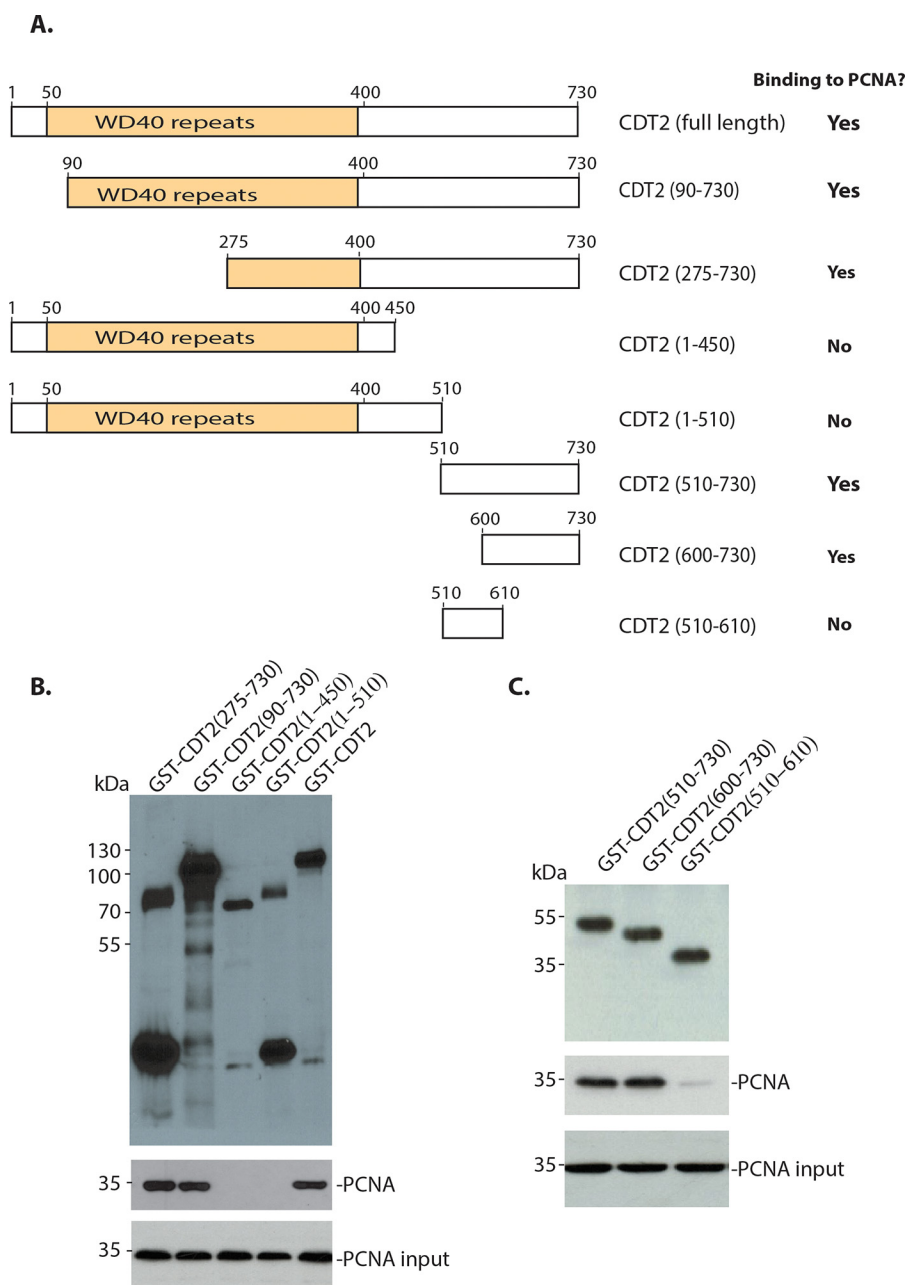 A.
Binding to PCNA?
1 50 400 730
WD40 repeats
CDT2 (full length) Yes
90 400 730
WD40 repeats
CDT2 (90-730) Yes
275 400 730
CDT2 (275-730) Yes
1 50 400 450
WD40 repeats
CDT2 (1-450) No
1 50 400 510
WD40 repeats
CDT2 (1-510) No
510 730
CDT2 (510-730) Yes
600 730
CDT2 (600-730) Yes
510 610
CDT2 (510-610) No
B.
kDa
GST-CDT2(275-730)
GST-CDT2(90-730)
GST-CDT2(1–450)
GST-CDT2(1–510)
GST-CDT2
130
100
70
55
35 -PCNA
35 -PCNA input
C.
kDa
GST-CDT2(510-730)
GST-CDT2(600-730)
GST-CDT2(510–610)
55
35
35 -PCNA
35 -PCNA input